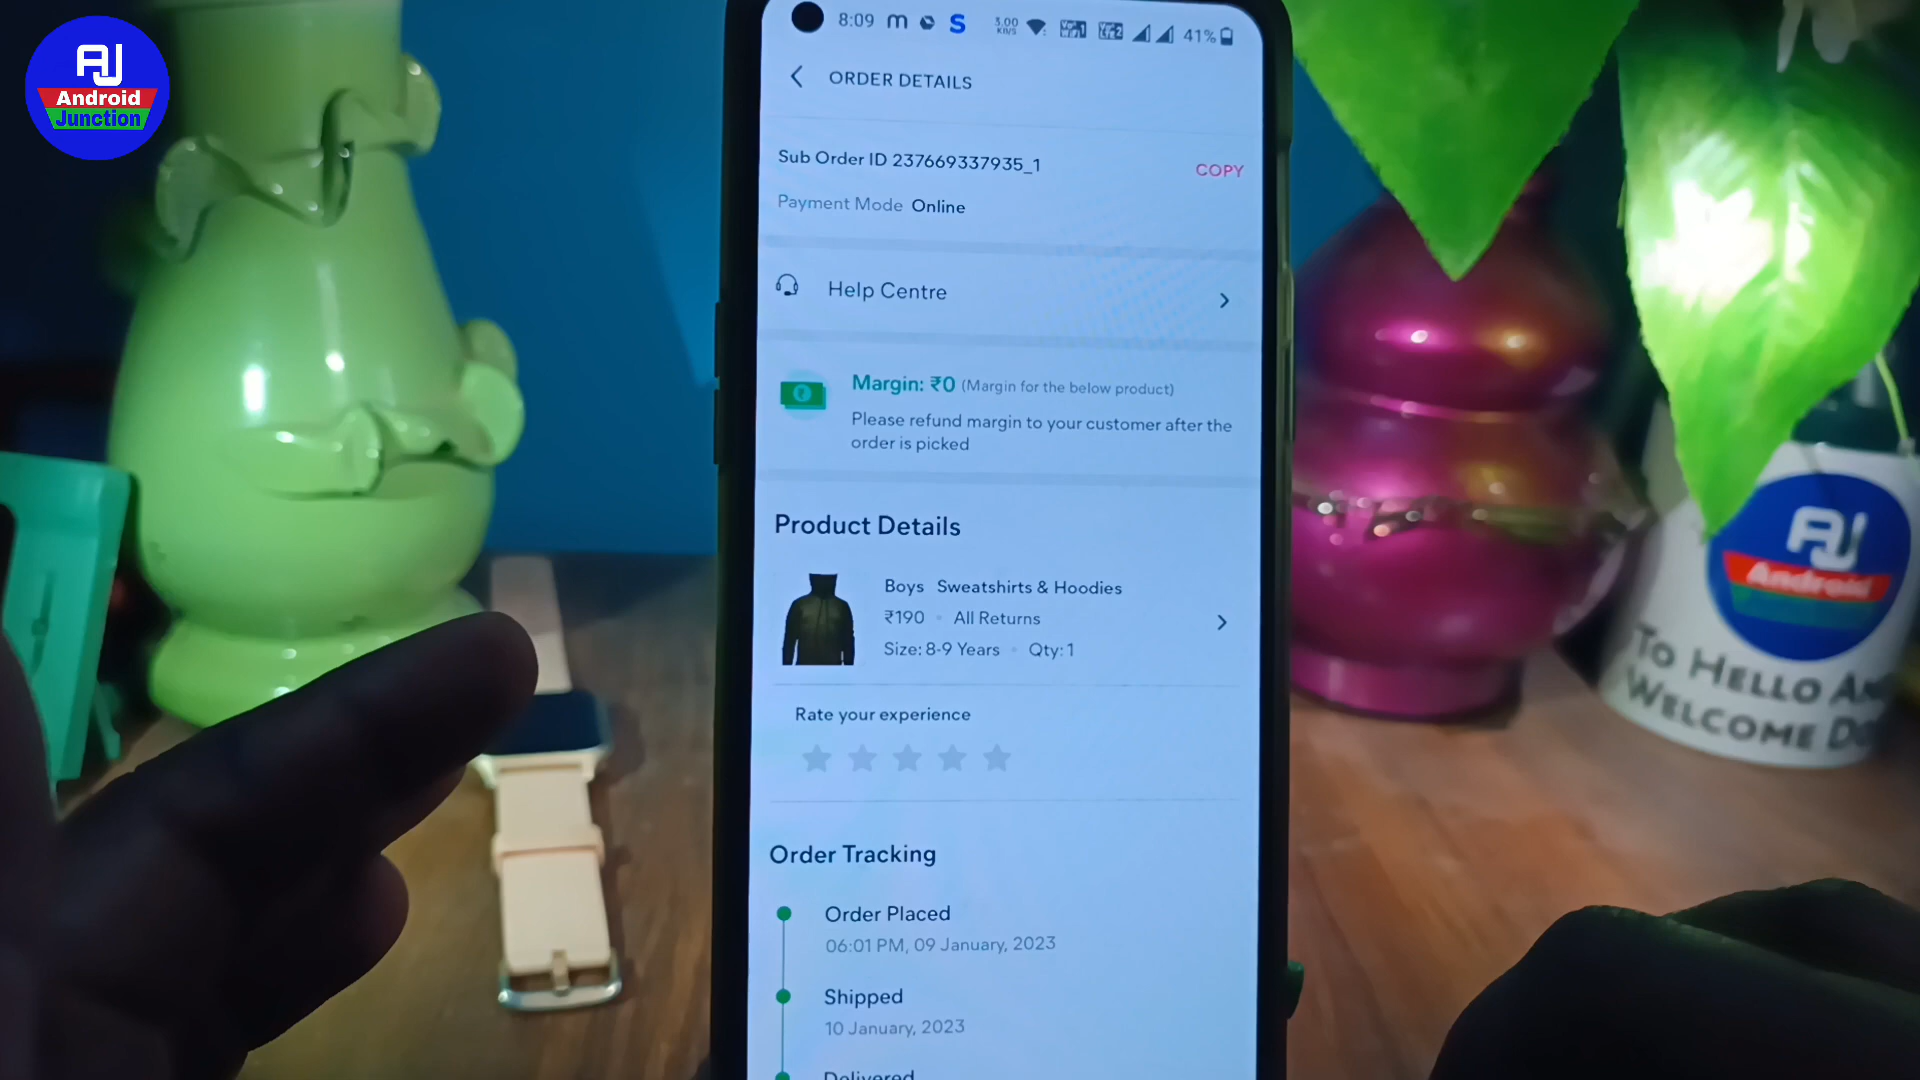 AJ
Android
Junction
8:09 m S 3.00 KB/S 41%
ORDER DETAILS
Sub Order ID 237669337935_1
COPY
Payment Mode Online
Help Centre
Margin: ₹0 (Margin for the below product)
Please refund margin to your customer after the
order is picked
Product Details
Boys Sweatshirts & Hoodies
₹190 • All Returns
Size: 8-9 Years • Qty: 1
Rate your experience
Order Tracking
Order Placed
06:01 PM, 09 January, 2023
Shipped
10 January, 2023
Delivered
AJ
Android
To HELLO
WELCOME